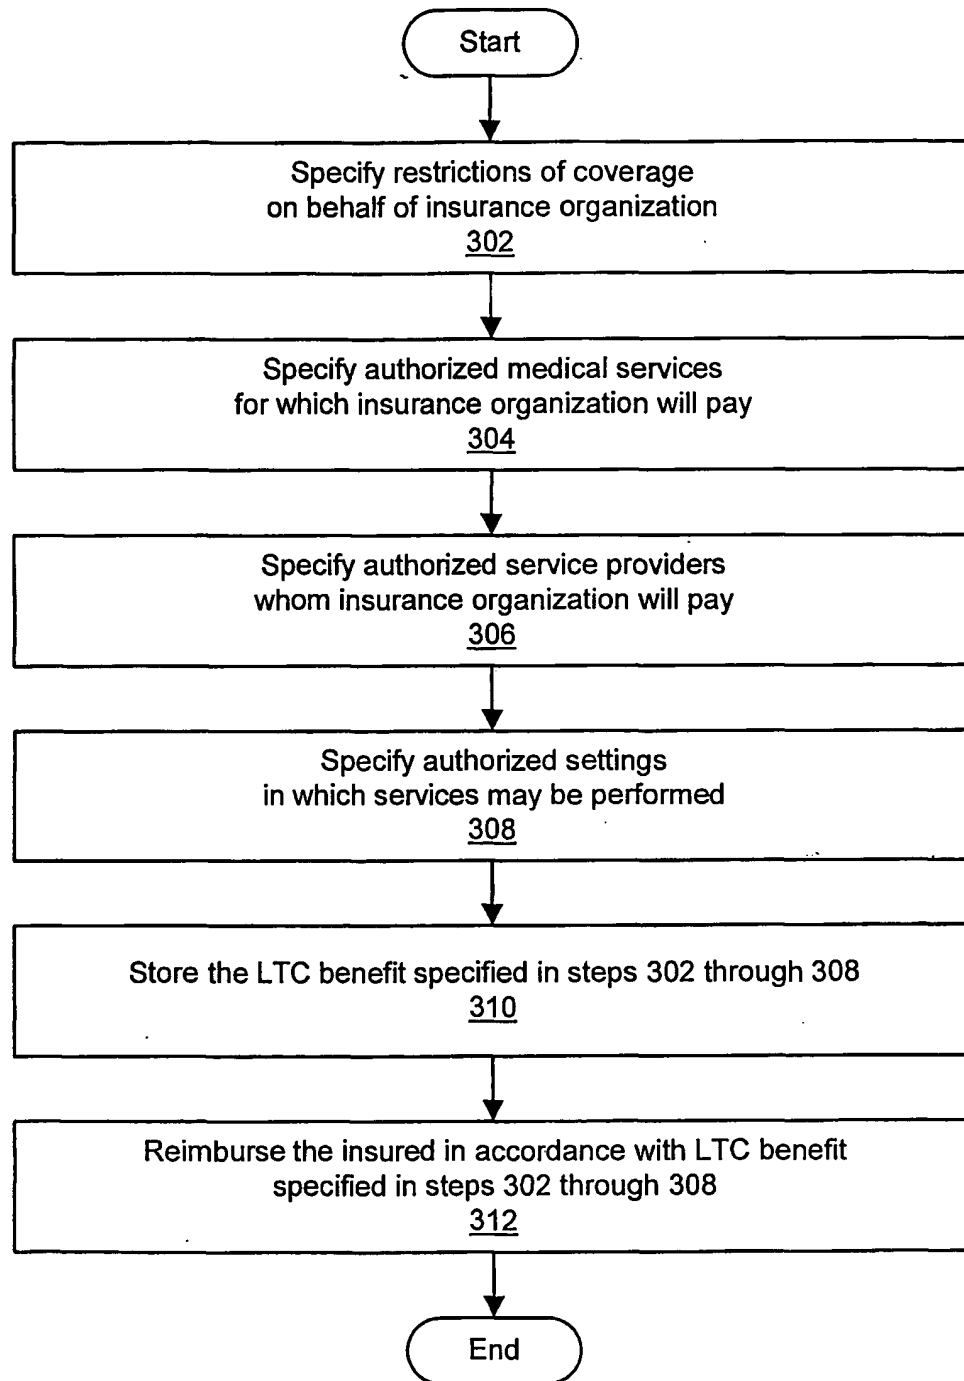 Start
Specify restrictions of coverage
on behalf of insurance organization
302
Specify authorized medical services
for which insurance organization will pay
304
Specify authorized service providers
whom insurance organization will pay
306
Specify authorized settings
in which services may be performed
308
Store the LTC benefit specified in steps 302 through 308
310
Reimburse the insured in accordance with LTC benefit
specified in steps 302 through 308
312
End